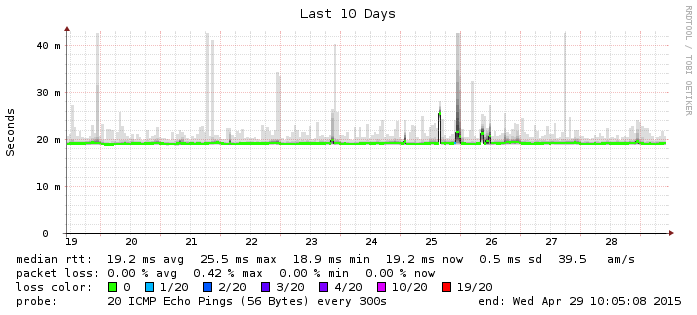 Last 10 Days
RRDTOOL / TOBI OETIKER
Seconds
40 m
30 m
20 m
10 m
0
19 20 21 22 23 24 25 26 27 28
median rtt: 19.2 ms avg 25.5 ms max 18.9 ms min 19.2 ms now 0.5 ms sd 39.5 am/s
packet loss: 0.00 % avg 0.42 % max 0.00 % min 0.00 % now
loss color: 0 1/20 2/20 3/20 4/20 10/20 19/20
probe: 20 ICMP Echo Pings (56 Bytes) every 300s end: Wed Apr 29 10:05:08 2015